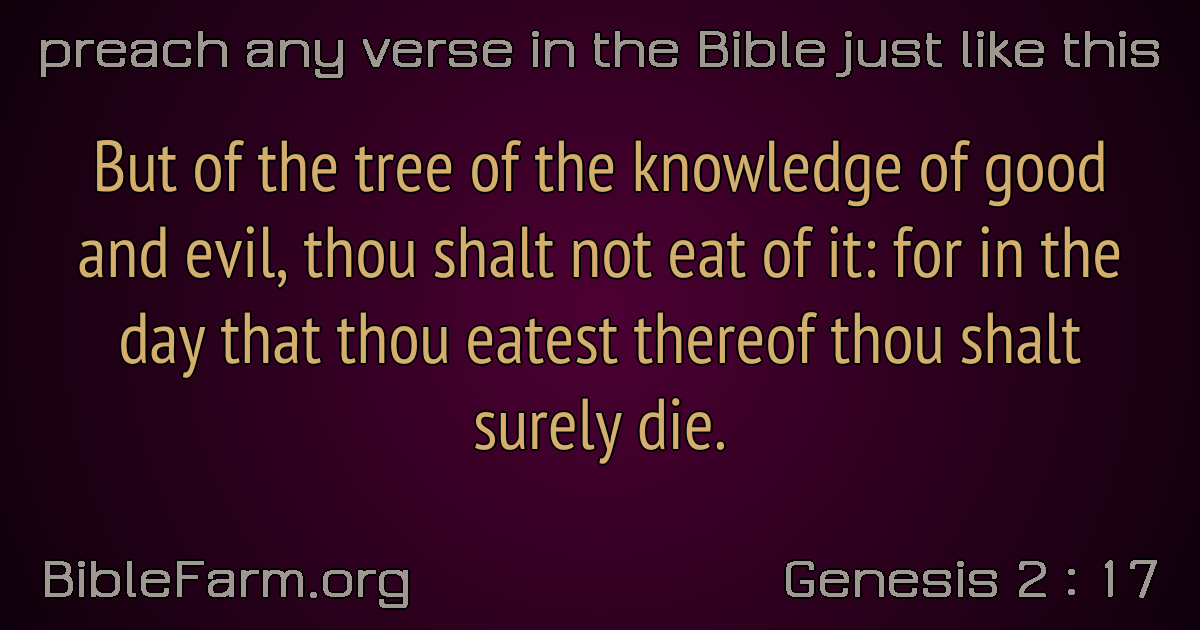 preach any verse in the Bible just like this
But of the tree of the knowledge of good
and evil, thou shalt not eat of it: for in the
day that thou eatest thereof thou shalt
surely die.
BibleFarm.org
Genesis 2 : 17